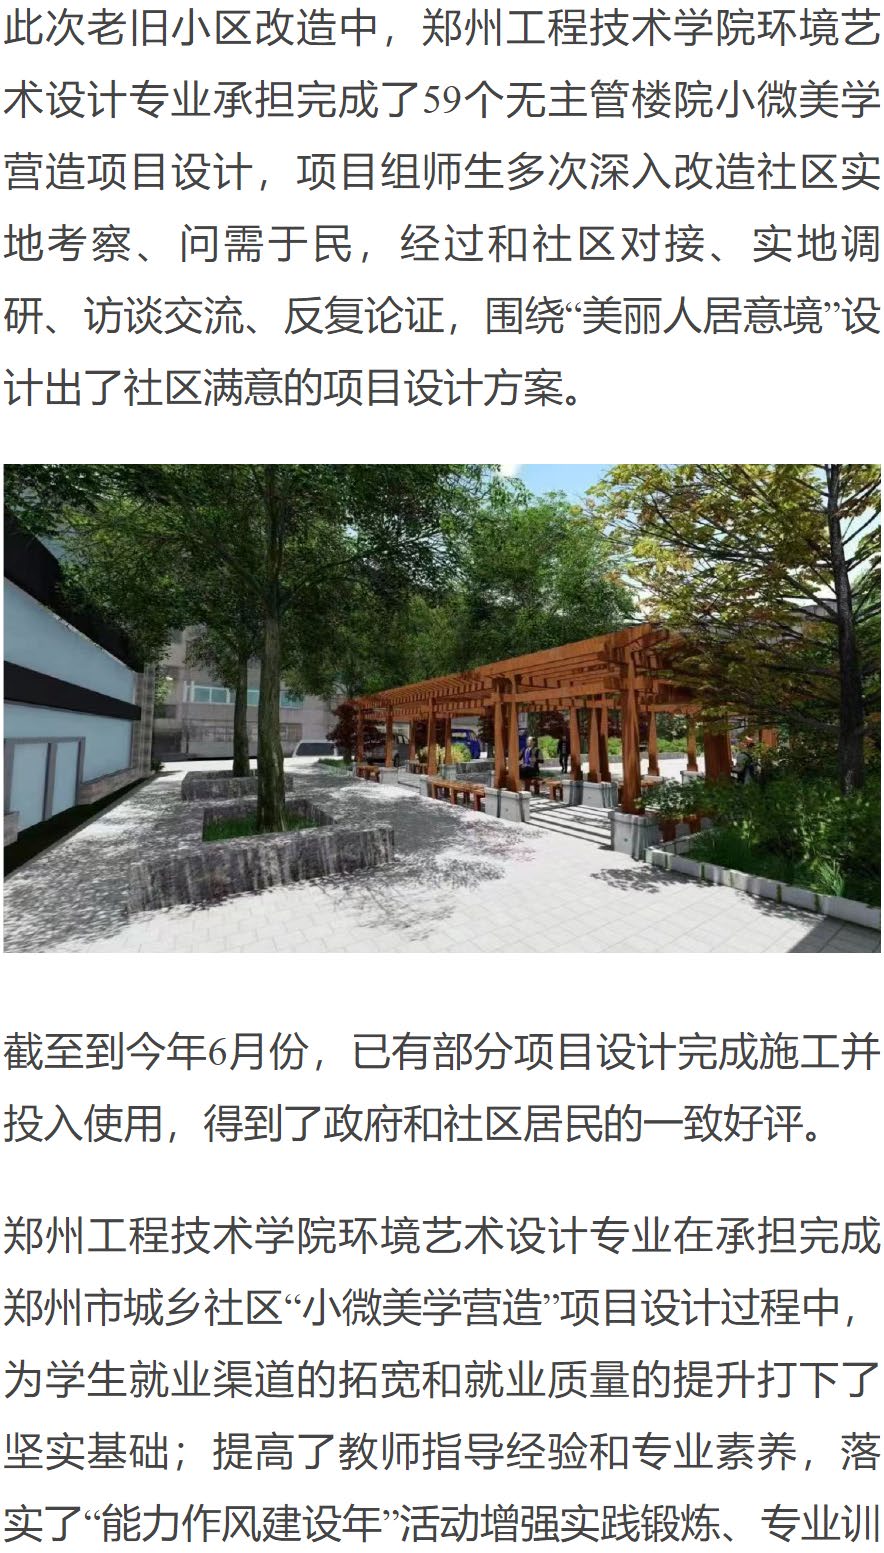 此次老旧小区改造中，郑州工程技术学院环境艺
术设计专业承担完成了59个无主管楼院小微美学
营造项目设计，项目组师生多次深入改造社区实
地考察、问需于民，经过和社区对接、实地调
研、访谈交流、反复论证，围绕“美丽人居意境”设
计出了社区满意的项目设计方案。
截至到今年6月份，已有部分项目设计完成施工并
投入使用，得到了政府和社区居民的一致好评。
郑州工程技术学院环境艺术设计专业在承担完成
郑州市城乡社区“小微美学营造”项目设计过程中，
为学生就业渠道的拓宽和就业质量的提升打下了
坚实基础；提高了教师指导经验和专业素养，落
实了“能力作风建设年”活动增强实践锻炼、专业训